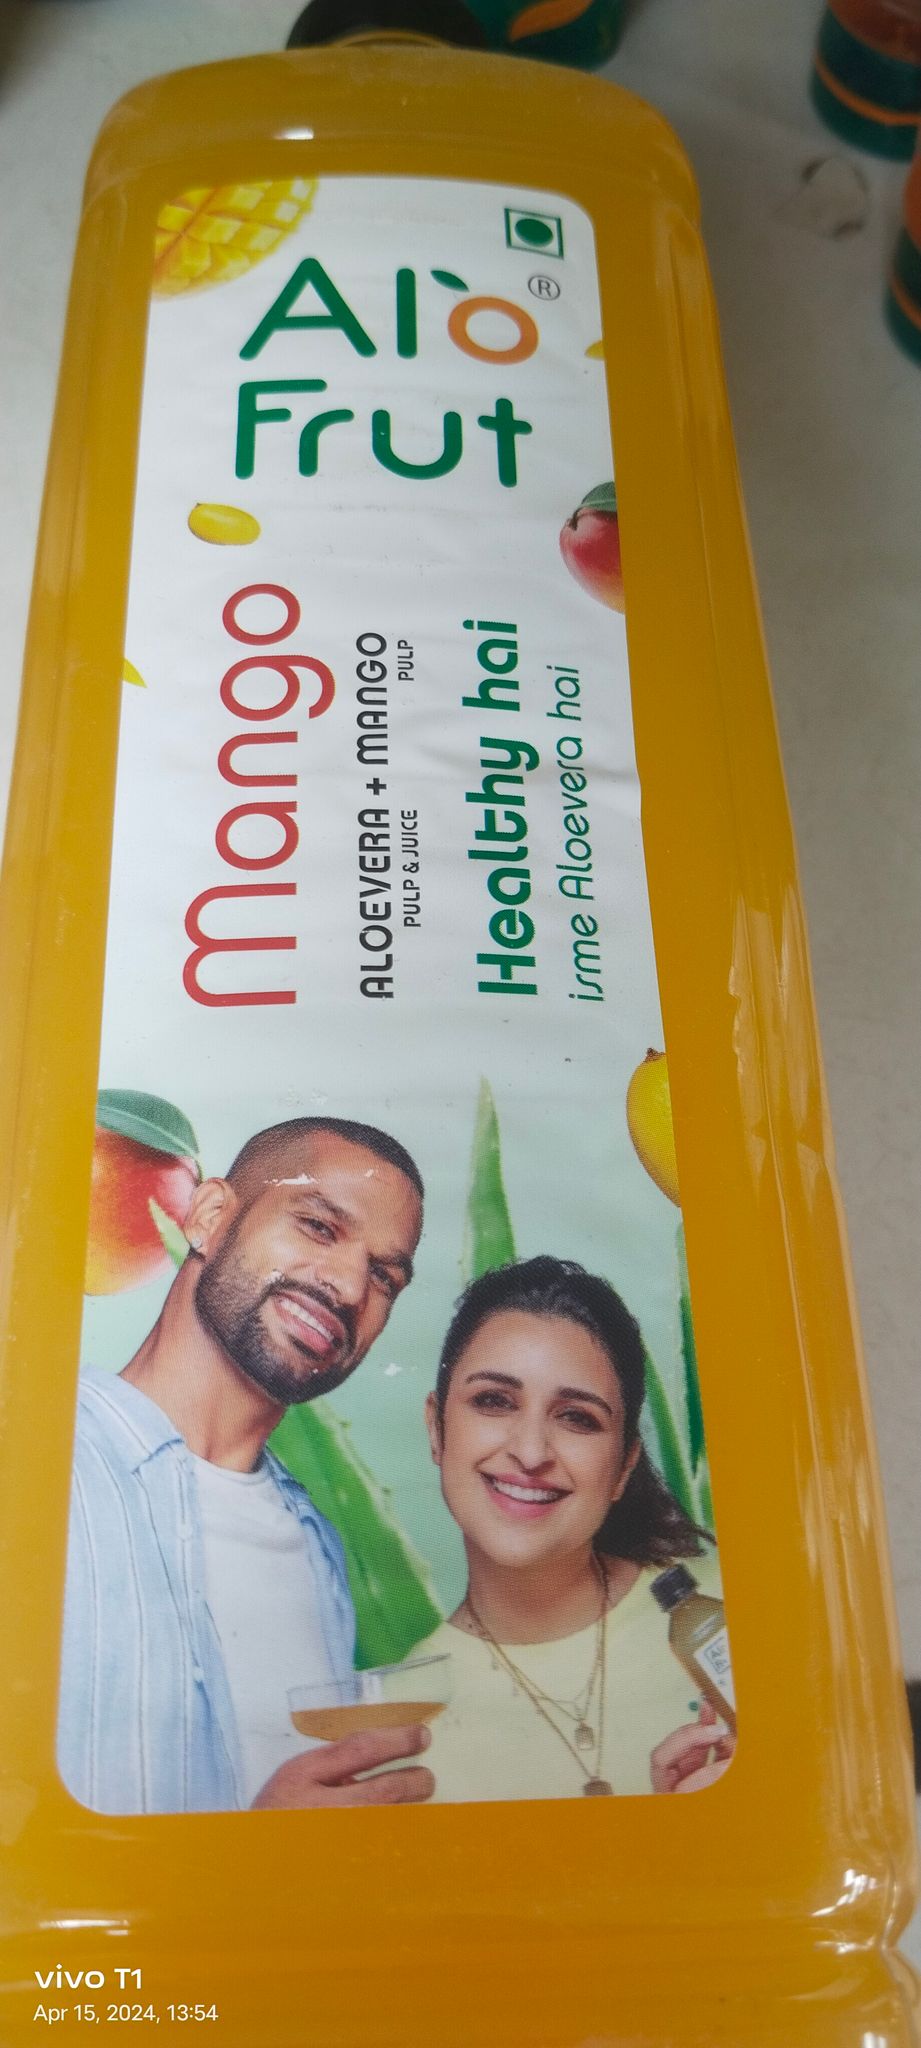 Al'o®
Frut
Mango
ALOEVERA + MANGO
PULP & JUICE PULP
Healthy hai
isme Aloevera hai
vivo T1
Apr 15, 2024, 13:54